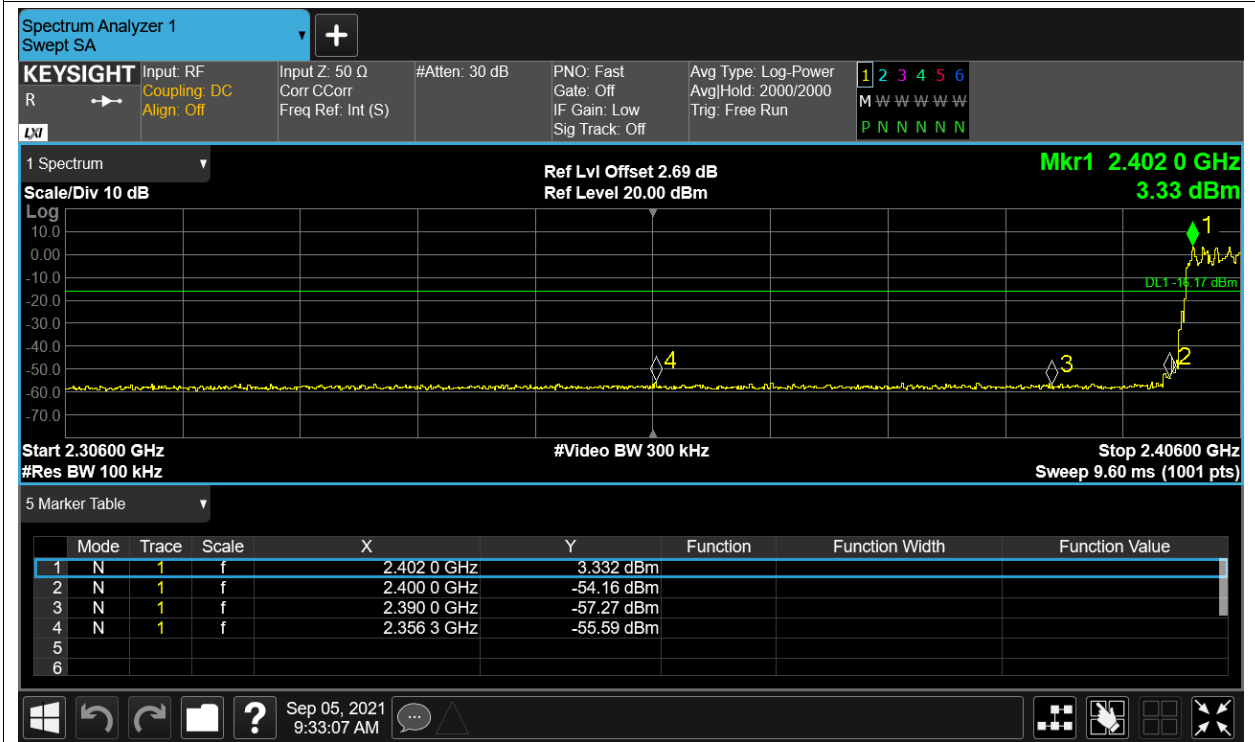 Spectrum Analyzer 1
Swept SA
KEYSIGHT Input: RF Input Z: 50 Ω #Atten: 30 dB PNO: Fast Avg Type: Log-Power 1 2 3 4 5 6
R Coupling: DC Corr CCorr Gate: Off Avg|Hold: 2000/2000 M W W W W W
Align: Off Freq Ref: Int (S) IF Gain: Low Trig: Free Run
LXI Sig Track: Off P N N N N N
1 Spectrum Ref Lvl Offset 2.69 dB Mkr1 2.402 0 GHz
Scale/Div 10 dB Ref Level 20.00 dBm 3.33 dBm
Log
1
10.0
0.00
-10.0
DL1 -16.17 dBm
-20.0
-30.0
-40.0
4 3 2
-50.0
-60.0
-70.0
Start 2.30600 GHz #Video BW 300 kHz Stop 2.40600 GHz
#Res BW 100 kHz Sweep 9.60 ms (1001 pts)
5 Marker Table
Mode Trace Scale X Y Function Function Width Function Value
1 N 1 f 2.402 0 GHz 3.332 dBm
2 N 1 f 2.400 0 GHz -54.16 dBm
3 N 1 f 2.390 0 GHz -57.27 dBm
4 N 1 f 2.356 3 GHz -55.59 dBm
5
6
? Sep 05, 2021
9:33:07 AM